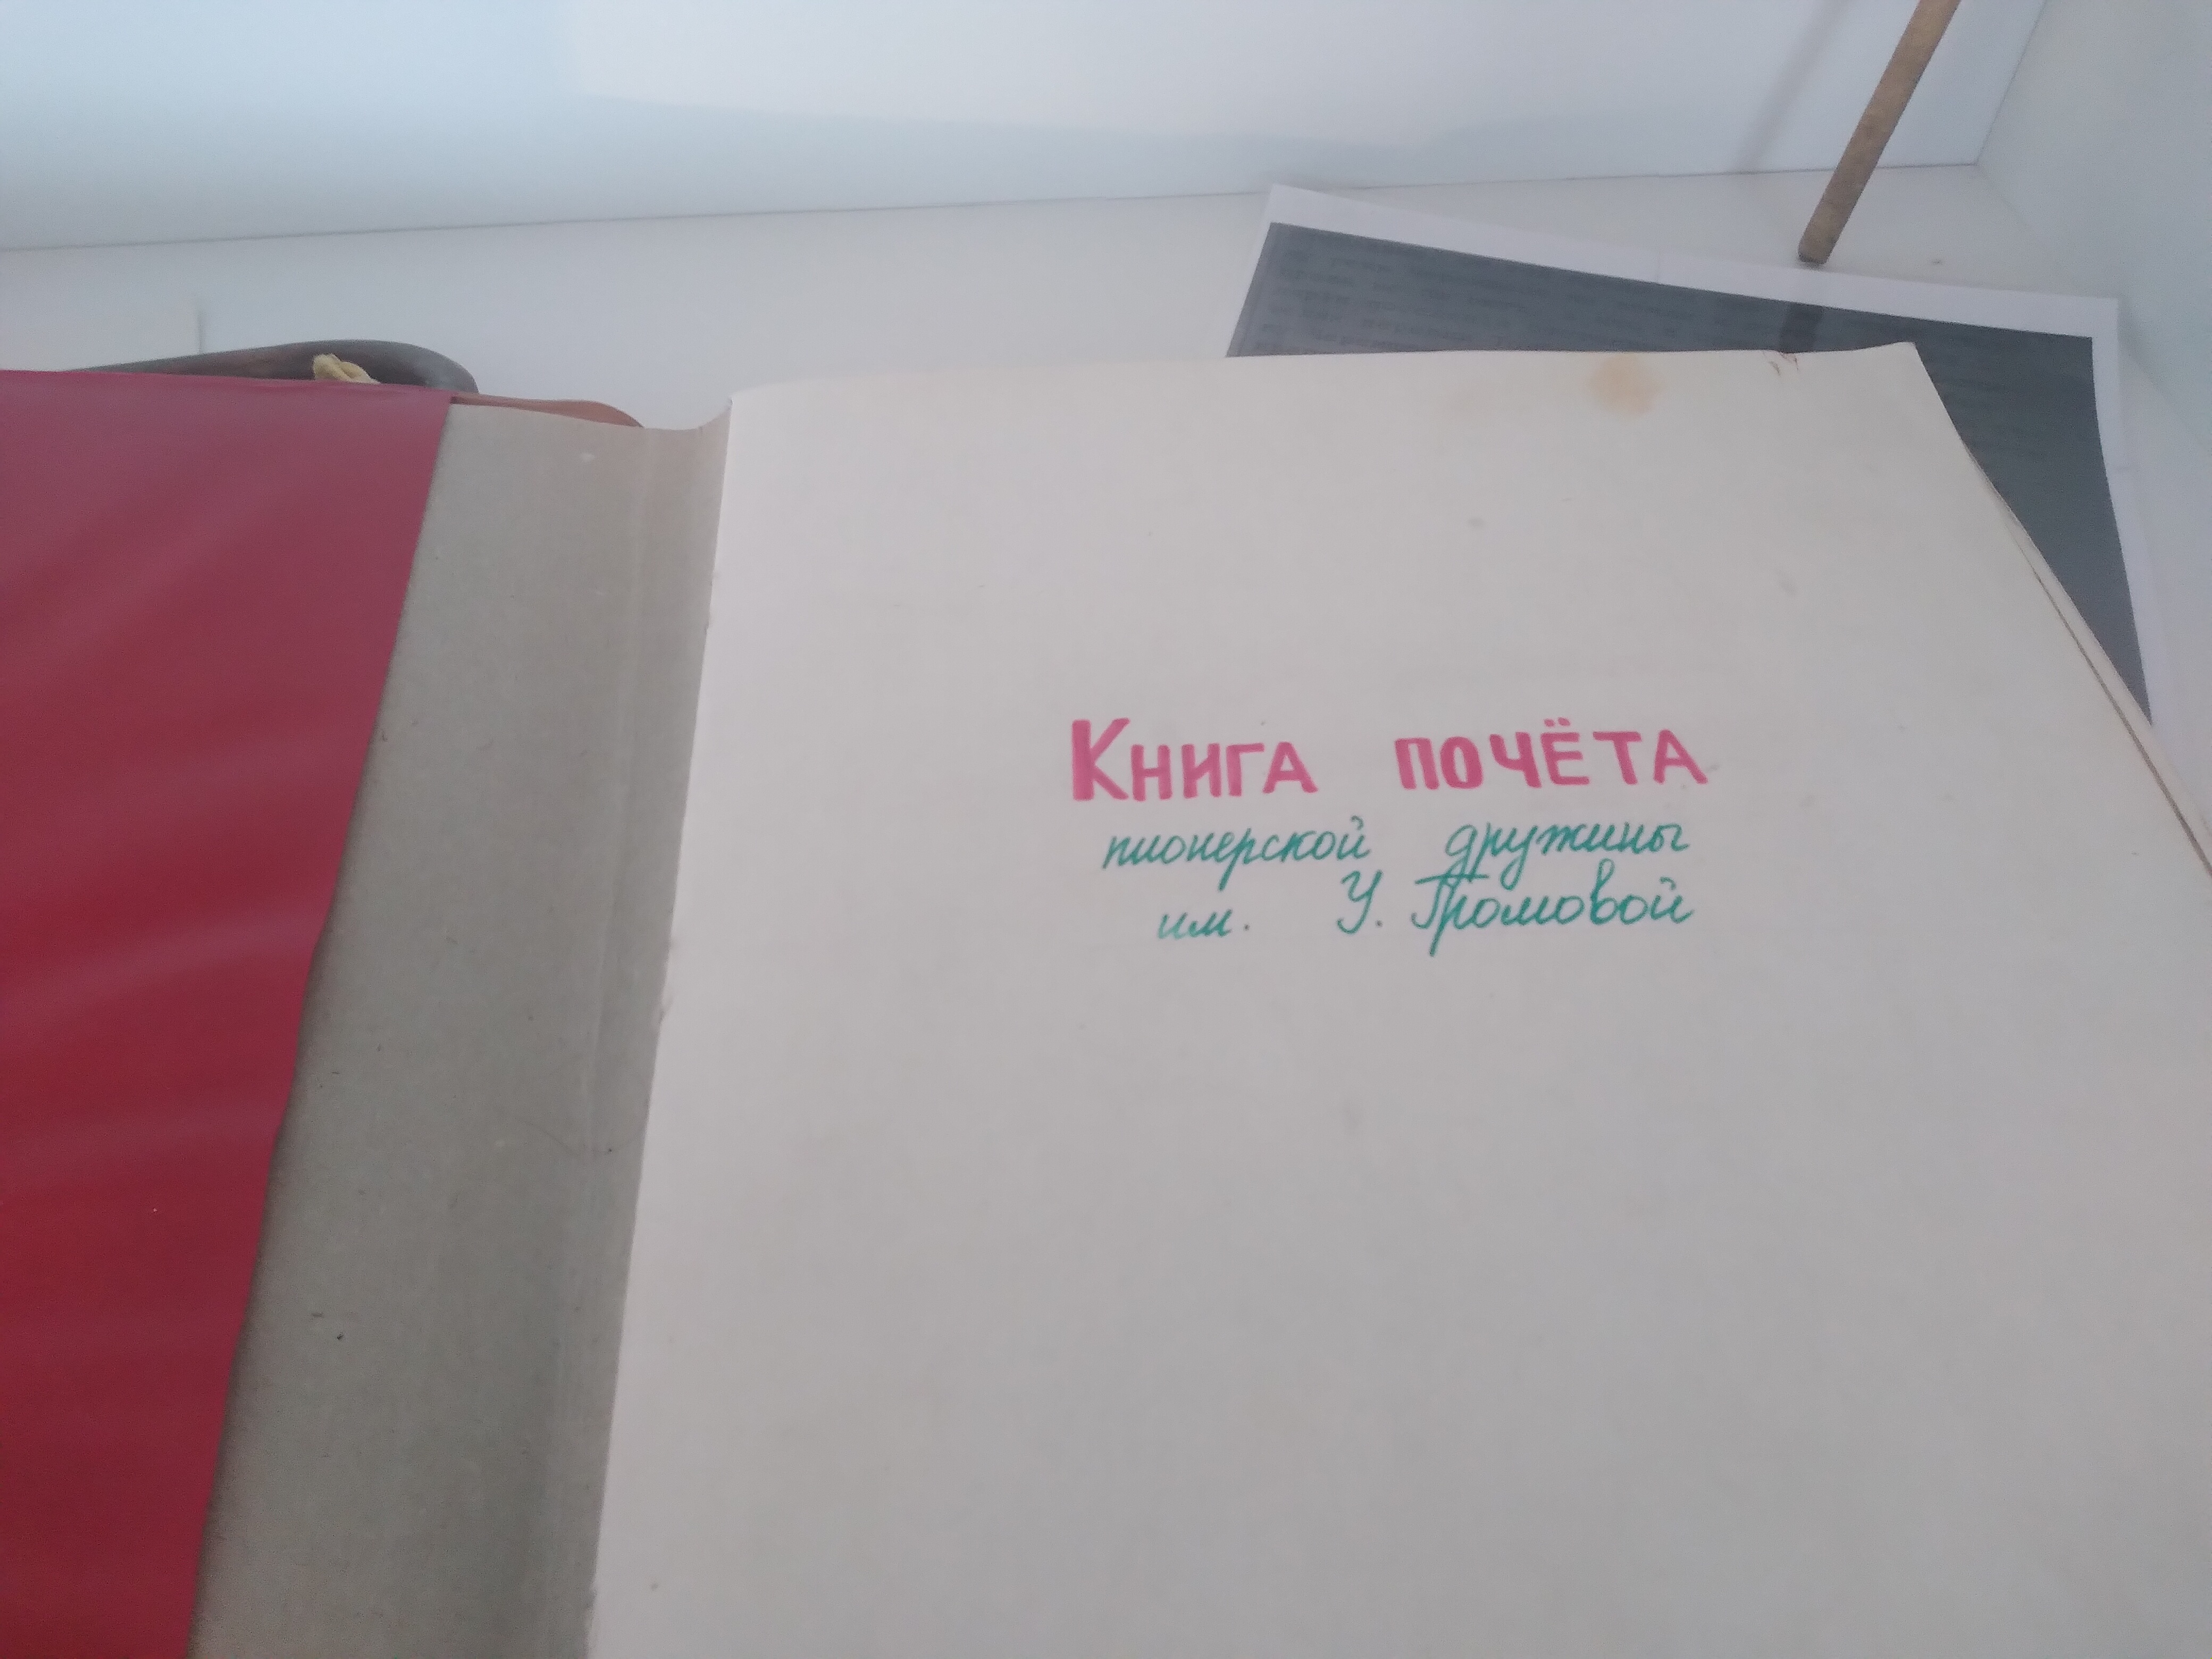 Книга почёта
пионерской дружины
им. У. Громовой